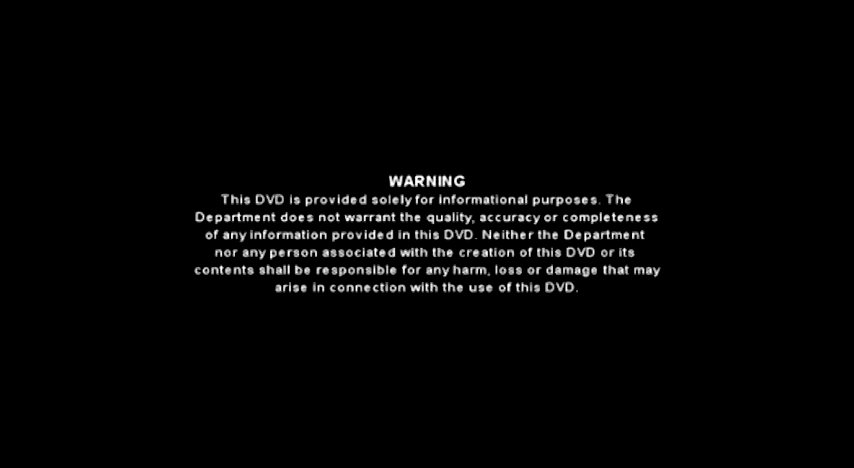 WARNING
This DVD is provided solely for informational purposes. The
Department does not warrant the quality, accuracy or completeness
of any information provided in this DVD. Neither the Department
nor any person associated with the creation of this DVD or its
contents shall be responsible for any harm, loss or damage that may
arise in connection with the use of this DVD.